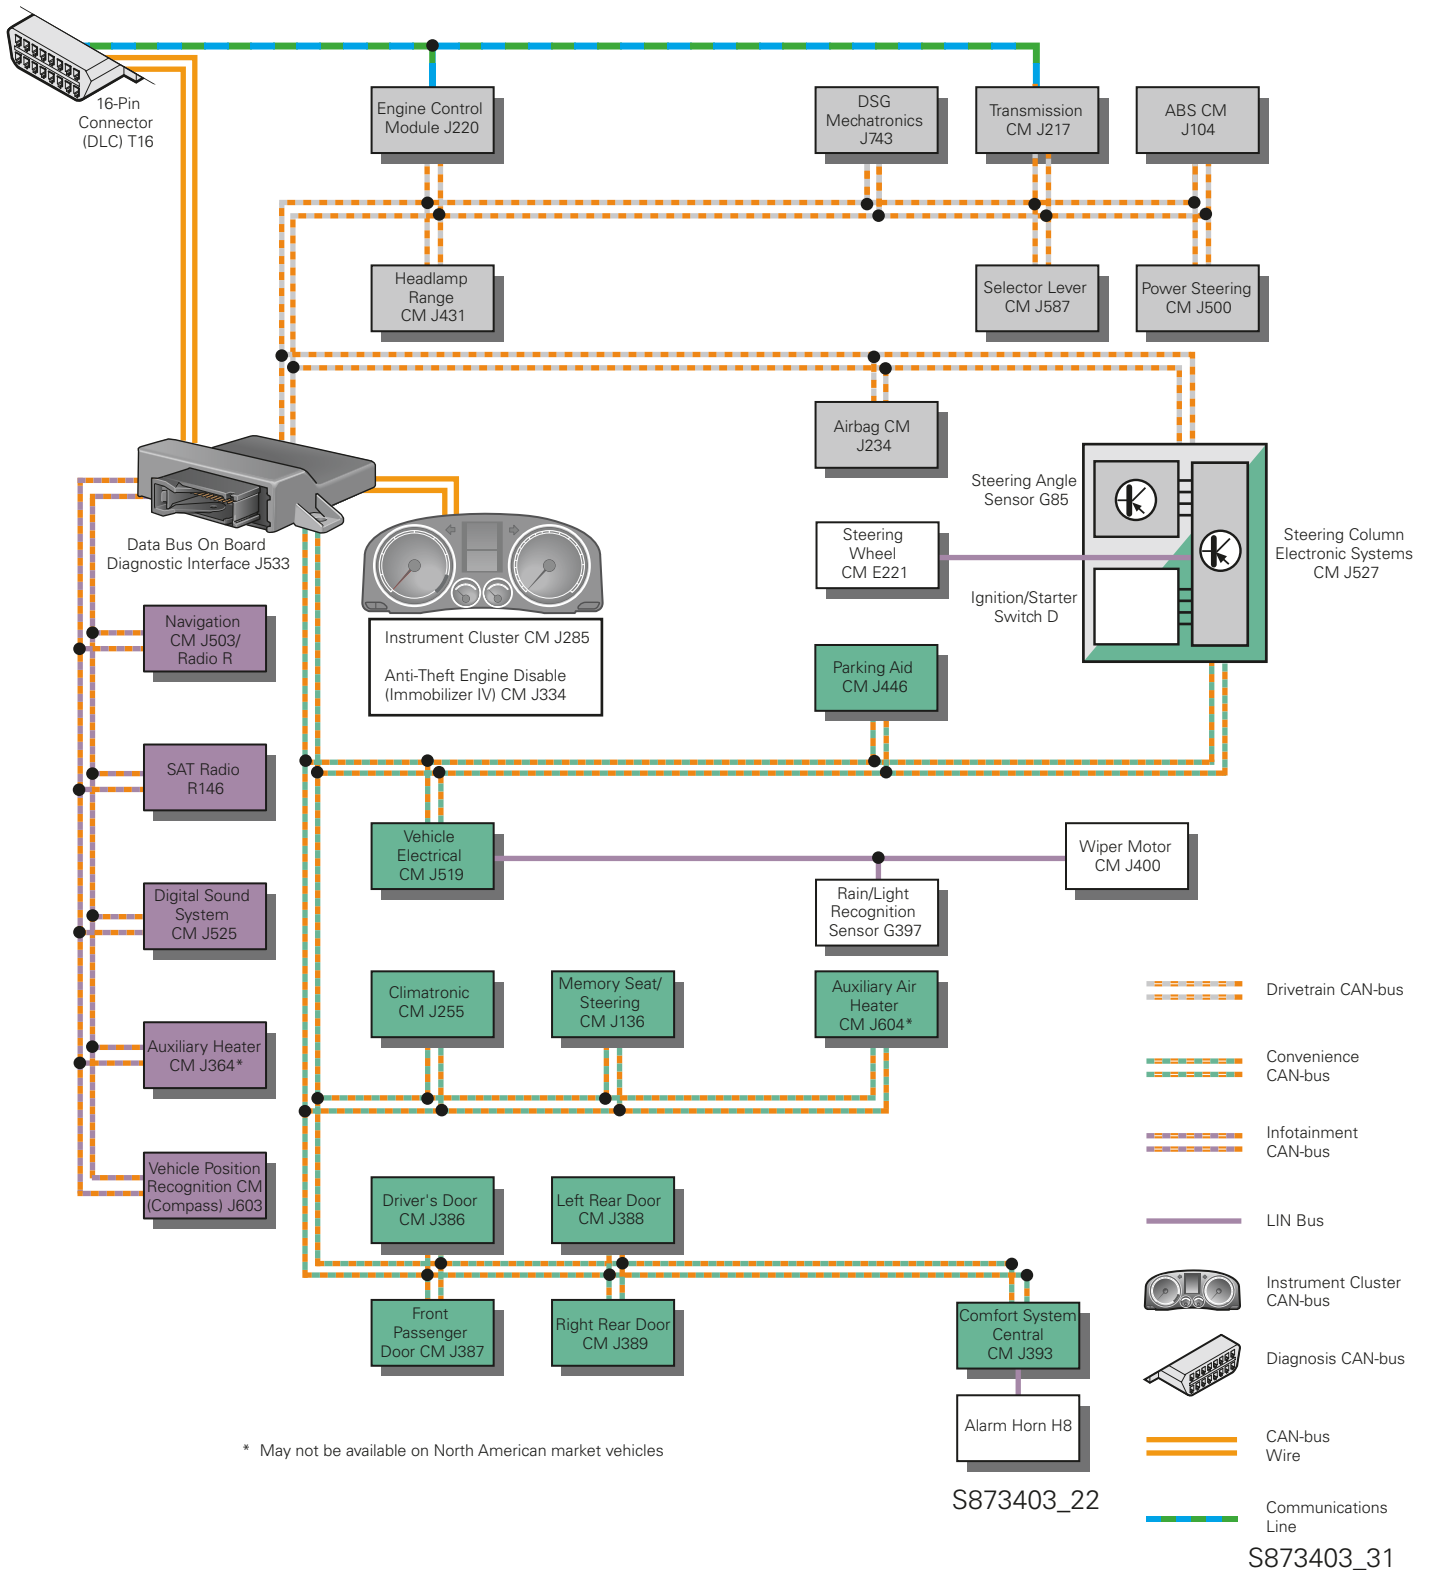 16-Pin
Connector
(DLC) T16
Engine Control
Module J220
DSG
Mechatronics
J743
Transmission
CM J217
ABS CM
J104
Headlamp
Range
CM J431
Selector Lever
CM J587
Power Steering
CM J500
Airbag CM
J234
Steering Angle
Sensor G85
Steering
Wheel
CM E221
Ignition/Starter
Switch D
Steering Column
Electronic Systems
CM J527
Data Bus On Board
Diagnostic Interface J533
Instrument Cluster CM J285
Anti-Theft Engine Disable
(Immobilizer IV) CM J334
Navigation
CM J503/
Radio R
Parking Aid
CM J446
SAT Radio
R146
Vehicle
Electrical
CM J519
Wiper Motor
CM J400
Rain/Light
Recognition
Sensor G397
Digital Sound
System
CM J525
Climatronic
CM J255
Memory Seat/
Steering
CM J136
Auxiliary Air
Heater
CM J604*
Auxiliary Heater
CM J364*
Vehicle Position
Recognition CM
(Compass) J603
Driver's Door
CM J386
Left Rear Door
CM J388
Front
Passenger
Door CM J387
Right Rear Door
CM J389
Comfort System
Central
CM J393
Alarm Horn H8
* May not be available on North American market vehicles
S873403_22
Drivetrain CAN-bus
Convenience
CAN-bus
Infotainment
CAN-bus
LIN Bus
Instrument Cluster
CAN-bus
Diagnosis CAN-bus
CAN-bus
Wire
Communications
Line
S873403_31